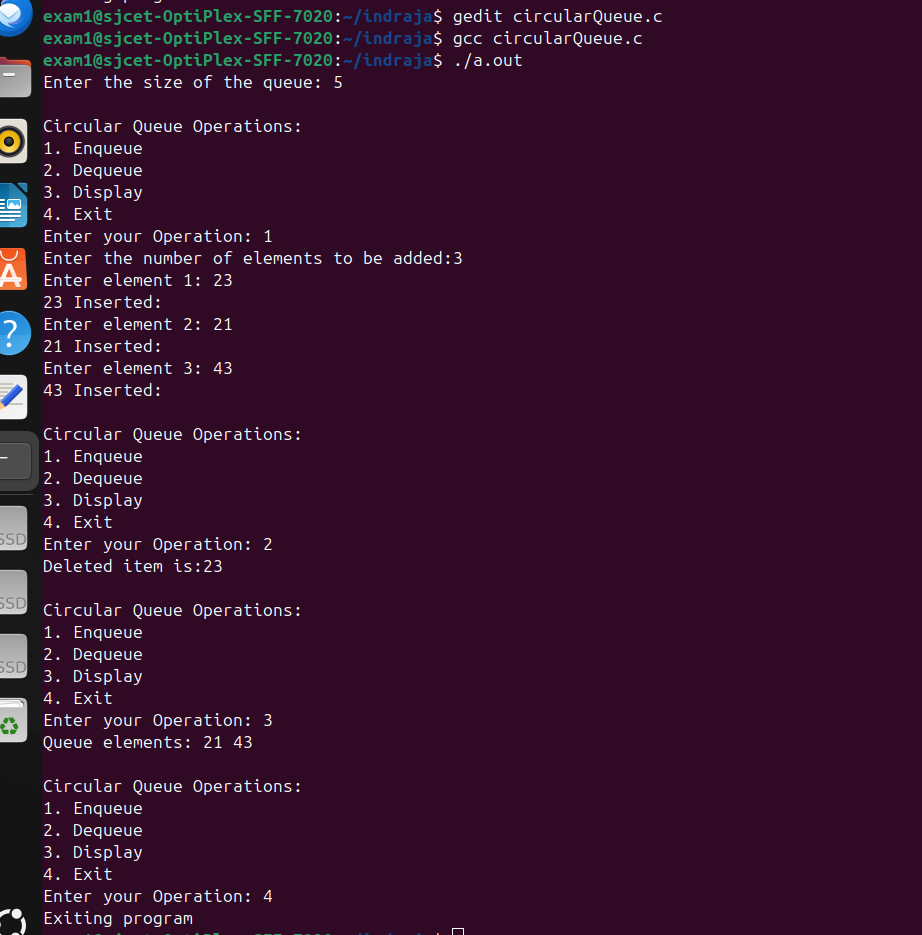 exam1@sjcet-OptiPlex-SFF-7020:~/indraja$ gedit circularQueue.c
exam1@sjcet-OptiPlex-SFF-7020:~/indraja$ gcc circularQueue.c
exam1@sjcet-OptiPlex-SFF-7020:~/indraja$ ./a.out
Enter the size of the queue: 5
Circular Queue Operations:
1. Enqueue
2. Dequeue
3. Display
4. Exit
Enter your Operation: 1
Enter the number of elements to be added:3
Enter element 1: 23
23 Inserted:
Enter element 2: 21
21 Inserted:
Enter element 3: 43
43 Inserted:
Circular Queue Operations:
1. Enqueue
2. Dequeue
3. Display
4. Exit
Enter your Operation: 2
Deleted item is:23
Circular Queue Operations:
1. Enqueue
2. Dequeue
3. Display
4. Exit
Enter your Operation: 3
Queue elements: 21 43
Circular Queue Operations:
1. Enqueue
2. Dequeue
3. Display
4. Exit
Enter your Operation: 4
Exiting program
SSD
SSD
SSD